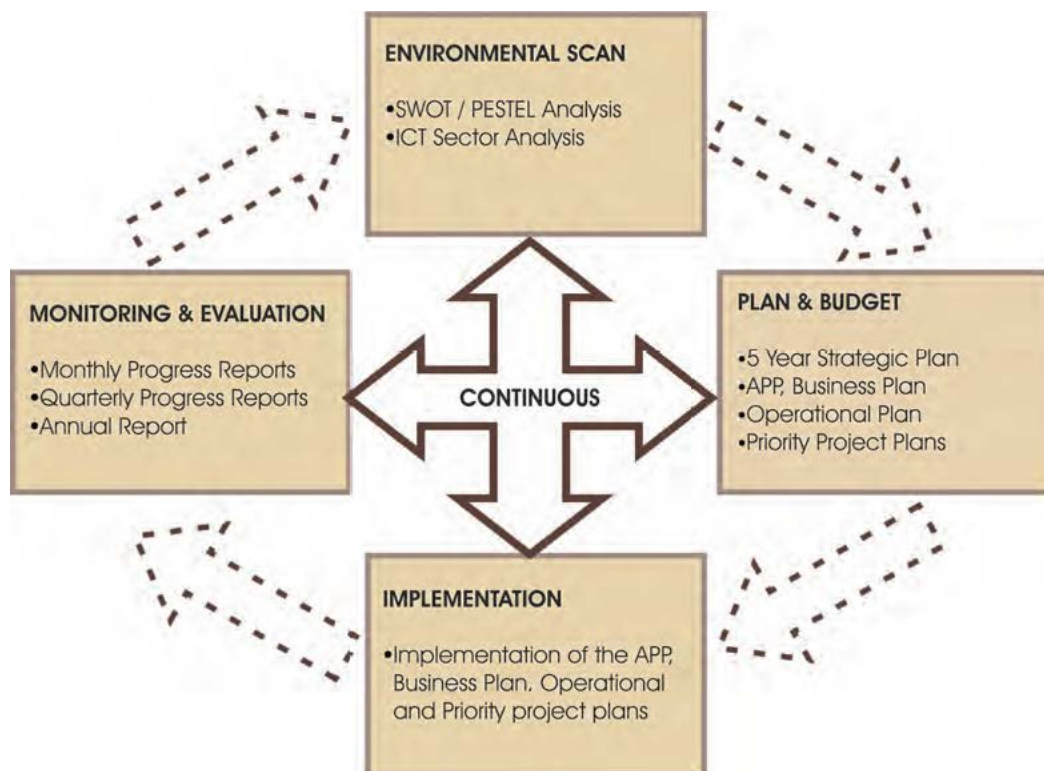 ENVIRONMENTAL SCAN
•SWOT / PESTEL Analysis
•ICT Sector Analysis
MONITORING & EVALUATION
•Monthly Progress Reports
•Quarterly Progress Reports
•Annual Report
CONTINUOUS
PLAN & BUDGET
•5 Year Strategic Plan
•APP, Business Plan
•Operational Plan
•Priority Project Plans
IMPLEMENTATION
•Implementation of the APP,
Business Plan, Operational
and Priority project plans